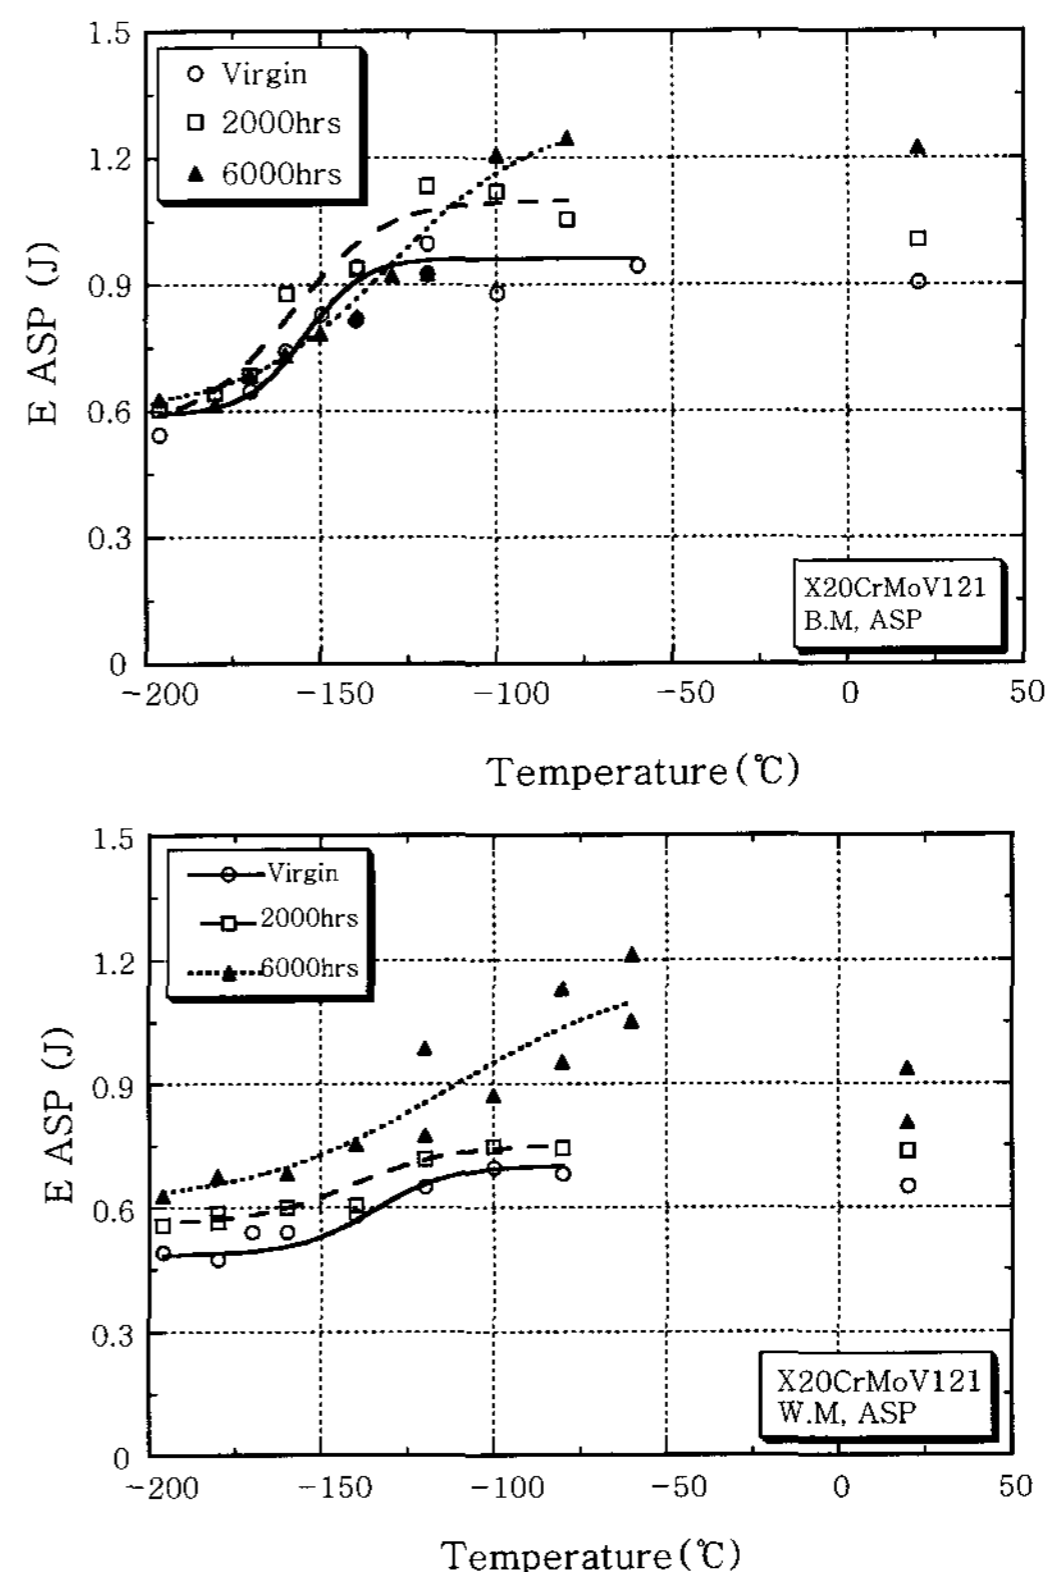 1.5
Virgin
2000hrs
6000hrs
1.2
0.9
0.6
0.3
0
E ASP (J)
X20CrMoV121
B.M, ASP
-200 -150 -100 -50 0 50
Temperature(℃)
1.5
Virgin
2000hrs
6000hrs
1.2
0.9
0.6
0.3
0
E ASP (J)
X20CrMoV121
W.M, ASP
-200 -150 -100 -50 0 50
Temperature(℃)